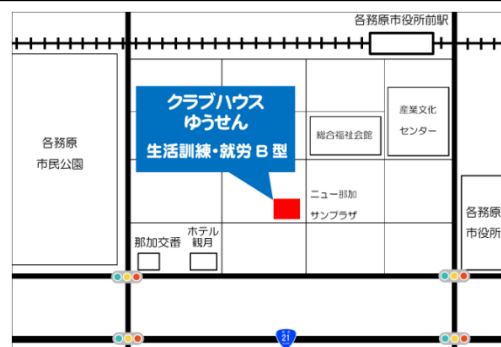 各務原市役所前駅
クラブハウス
ゆうせん
生活訓練・就労B型
産業文化
センター
総合福祉会館
各務原
市民公園
ニュー那加
サンプラザ
各務原
市役所
ホテル
観月
那加交番
21